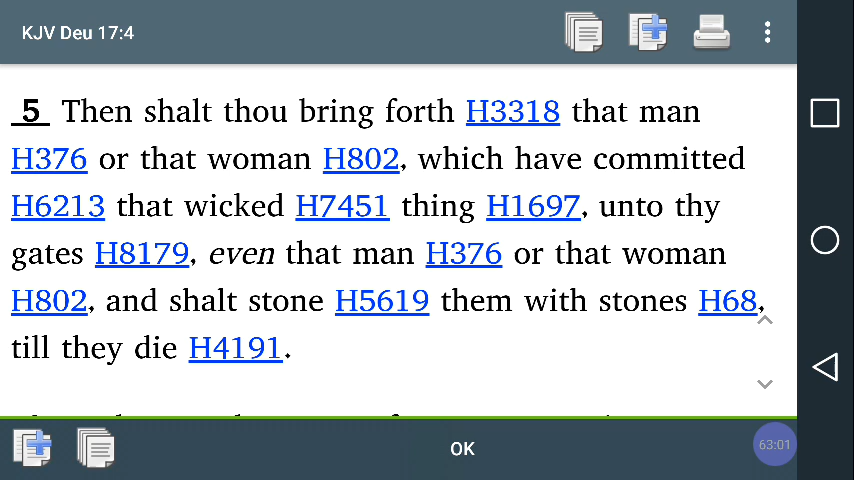 KJV Deu 17:4
5 Then shalt thou bring forth H3318 that man
H376 or that woman H802, which have committed
H6213 that wicked H7451 thing H1697, unto thy
gates H8179, even that man H376 or that woman
H802, and shalt stone H5619 them with stones H68,
till they die H4191.
OK
63:01